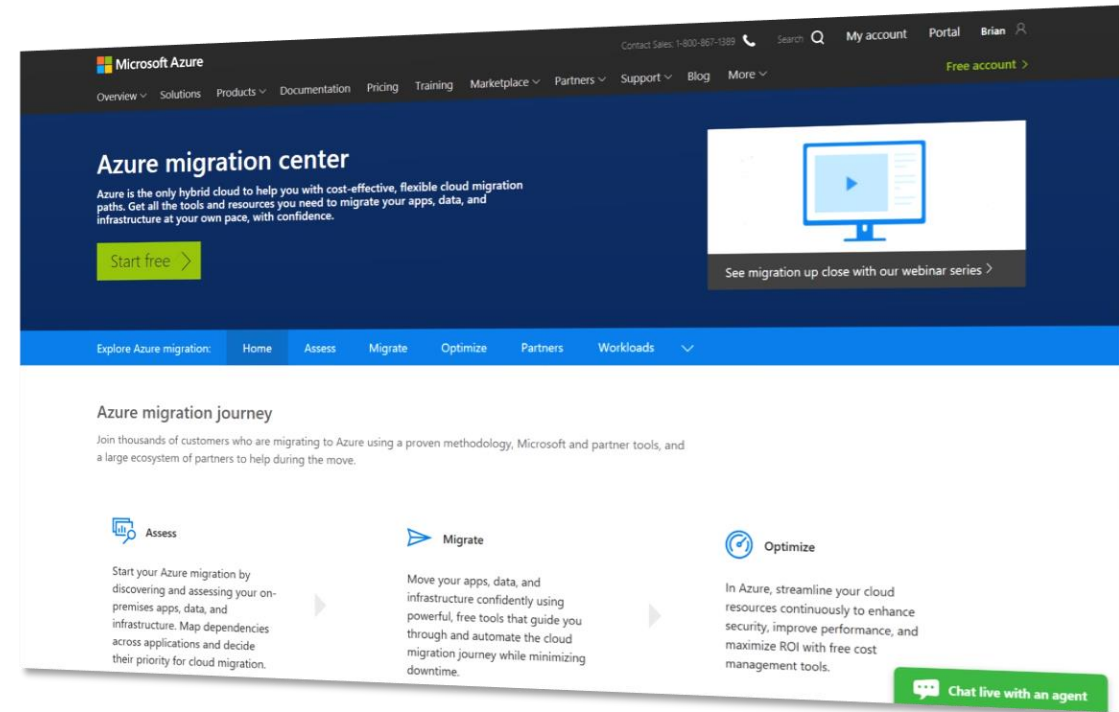 Microsoft Azure
Contact Sales: 1-800-867-1389
Search
My account
Portal
Brian
Overview
Solutions
Products
Documentation
Pricing
Training
Marketplace
Partners
Support
Blog
More
Free account >
Azure migration center
Azure is the only hybrid cloud to help you with cost-effective, flexible cloud migration
paths. Get all the tools and resources you need to migrate your apps, data, and
infrastructure at your own pace, with confidence.
Start free >
See migration up close with our webinar series >
Explore Azure migration:
Home
Assess
Migrate
Optimize
Partners
Workloads
Azure migration journey
Join thousands of customers who are migrating to Azure using a proven methodology, Microsoft and partner tools, and
a large ecosystem of partners to help during the move.
Assess
Start your Azure migration by
discovering and assessing your on-
premises apps, data, and
infrastructure. Map dependencies
across applications and decide
their priority for cloud migration.
Migrate
Move your apps, data, and
infrastructure confidently using
powerful, free tools that guide you
through and automate the cloud
migration journey while minimizing
downtime.
Optimize
In Azure, streamline your cloud
resources continuously to enhance
security, improve performance, and
maximize ROI with free cost
management tools.
Chat live with an agent